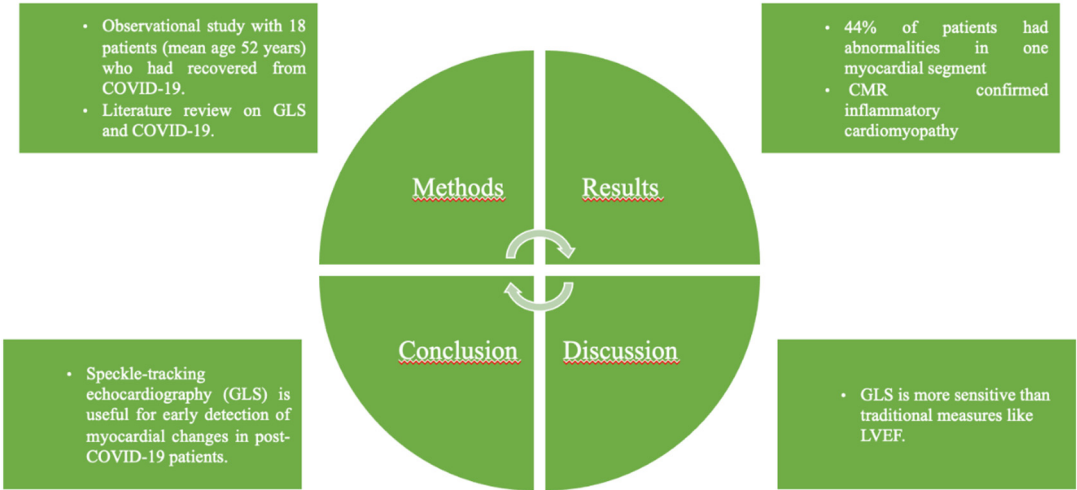 • Observational study with 18
patients (mean age 52 years)
who had recovered from
COVID-19.
• Literature review on GLS
and COVID-19.
• 44% of patients had
abnormalities in one
myocardial segment
• CMR confirmed
inflammatory
cardiomyopathy
Methods
Results
Conclusion
Discussion
• Speckle-tracking
echocardiography (GLS) is
useful for early detection of
myocardial changes in post-
COVID-19 patients.
• GLS is more sensitive than
traditional measures like
LVEF.